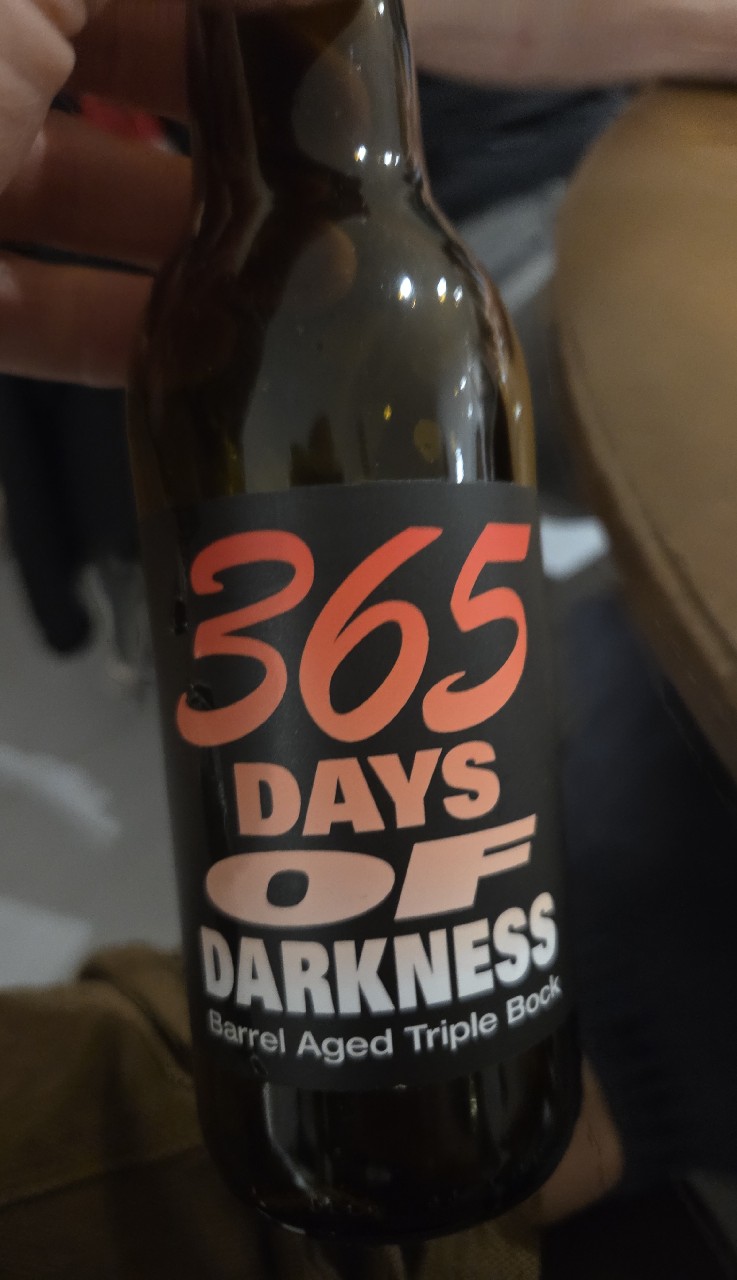 365
DAYS
OF
DARKNESS
Barrel Aged Triple Bock